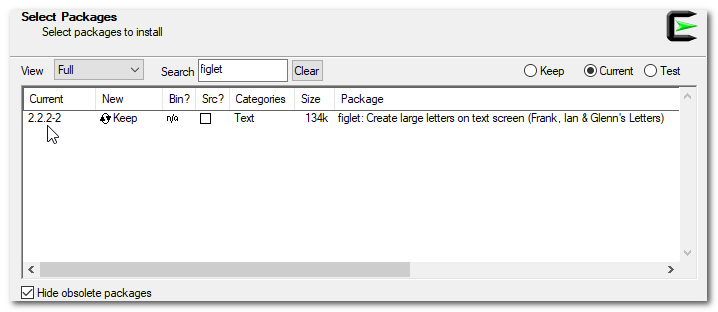 Select Packages
Select packages to install
View Full Search figlet Clear Keep Current Test
Current New Bin? Src? Categories Size Package
2.2.2-2 Keep n/a Text 134k figlet: Create large letters on text screen (Frank, Ian & Glenn's Letters)
Hide obsolete packages